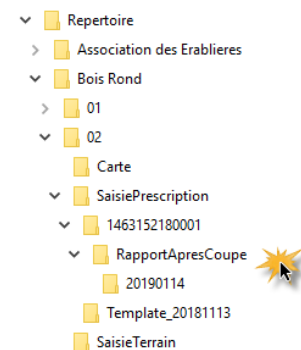 Repertoire
Association des Erablieres
Bois Rond
01
02
Carte
SaisiePrescription
1463152180001
RapportApresCoupe
20190114
Template_20181113
SaisieTerrain